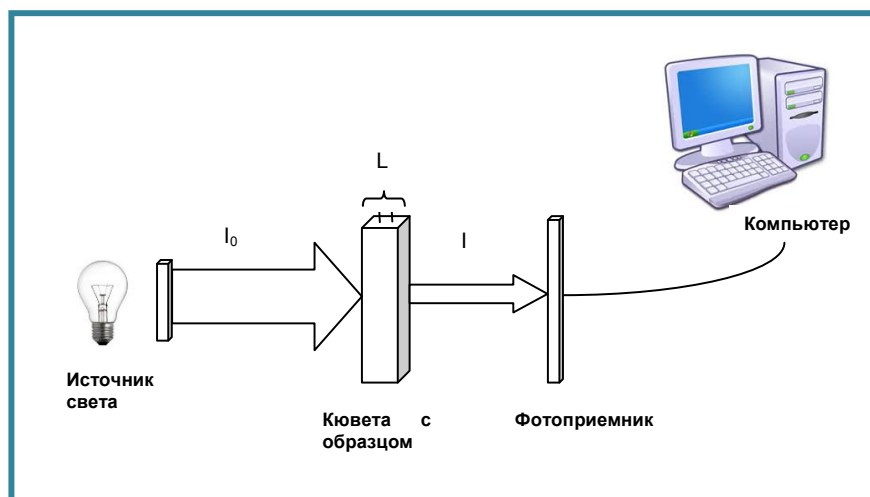 L
I₀
I
Компьютер
Источник
света
Кювета с
образцом
Фотоприемник